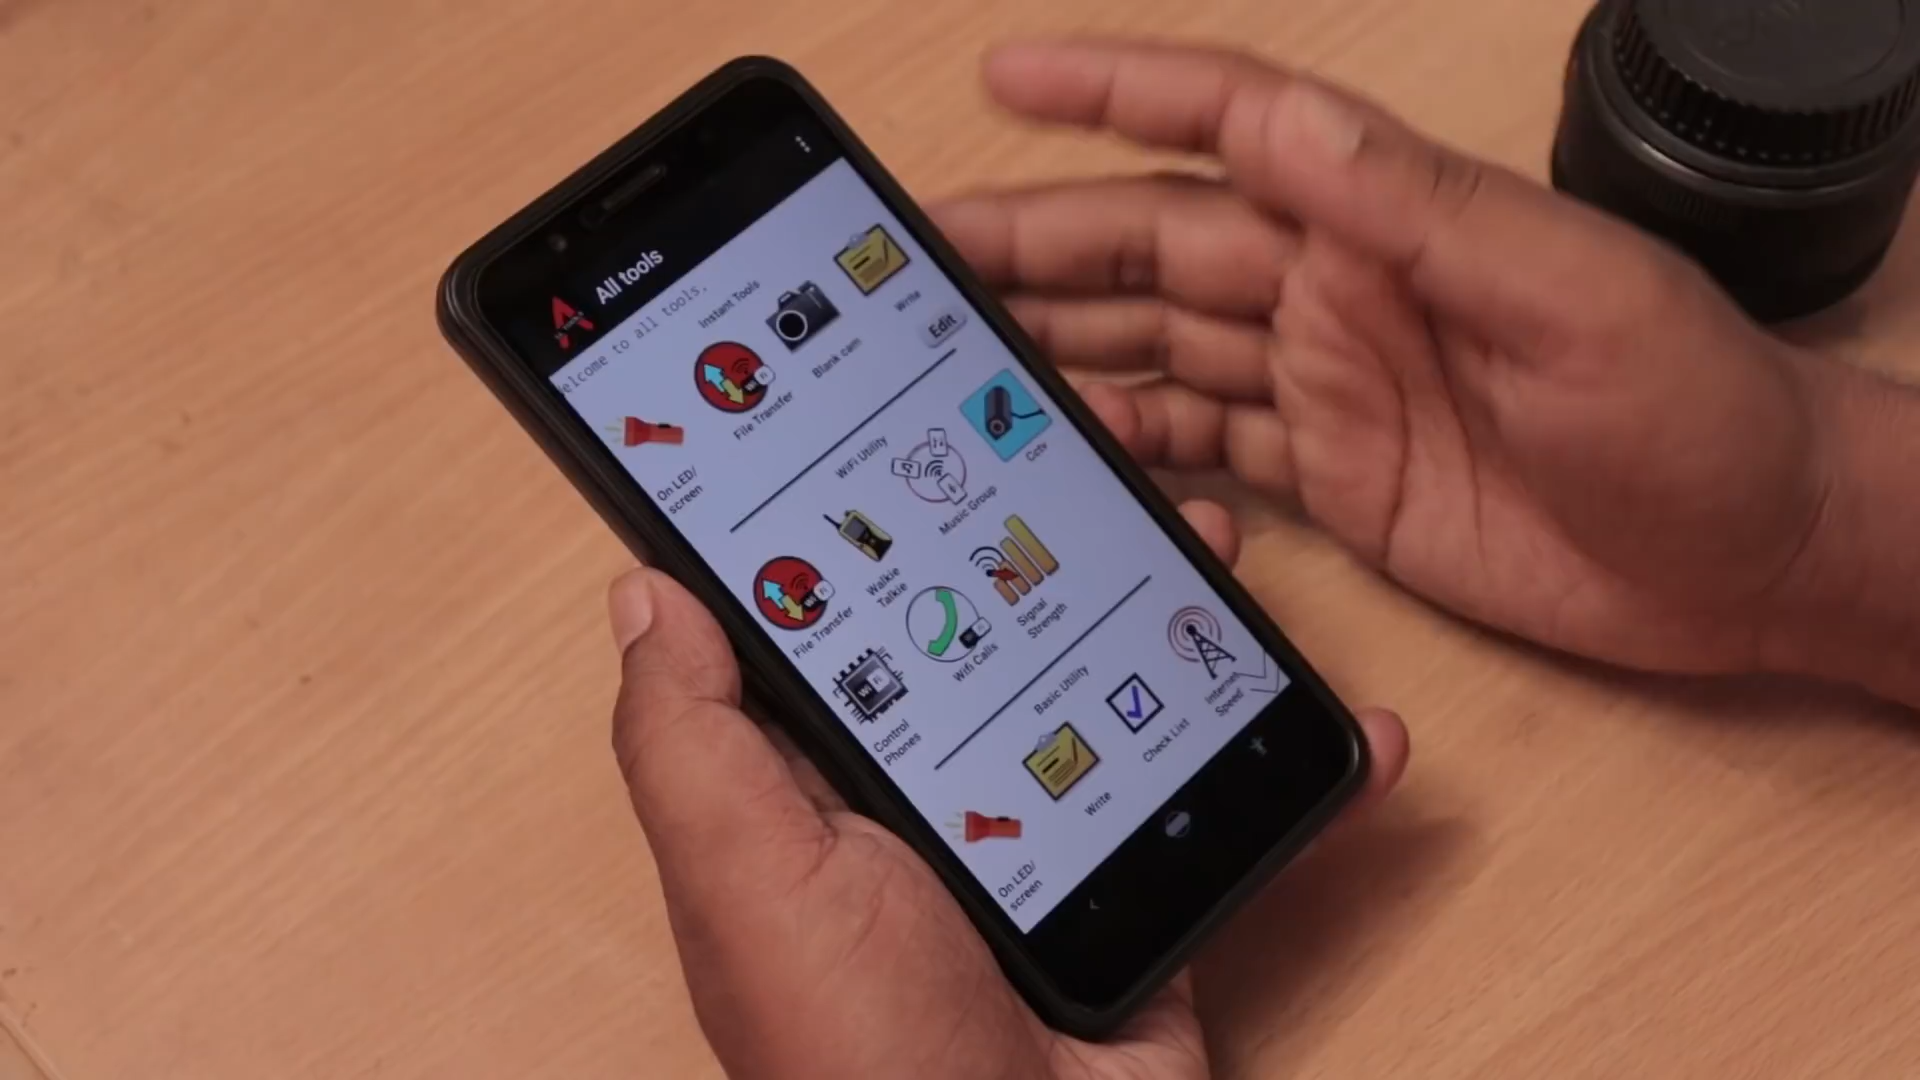 All tools
elcome to all tools.
Instant Tools
On LED/
screen
File Transfer
Blank cam
Write
Edit
WiFi Utility
File Transfer
Walkie
Talkie
Music Group
Cctv
Control
Phones
Wifi Calls
Signal
Strength
Basic Utility
On LED/
screen
Write
Check List
Internet
Speed